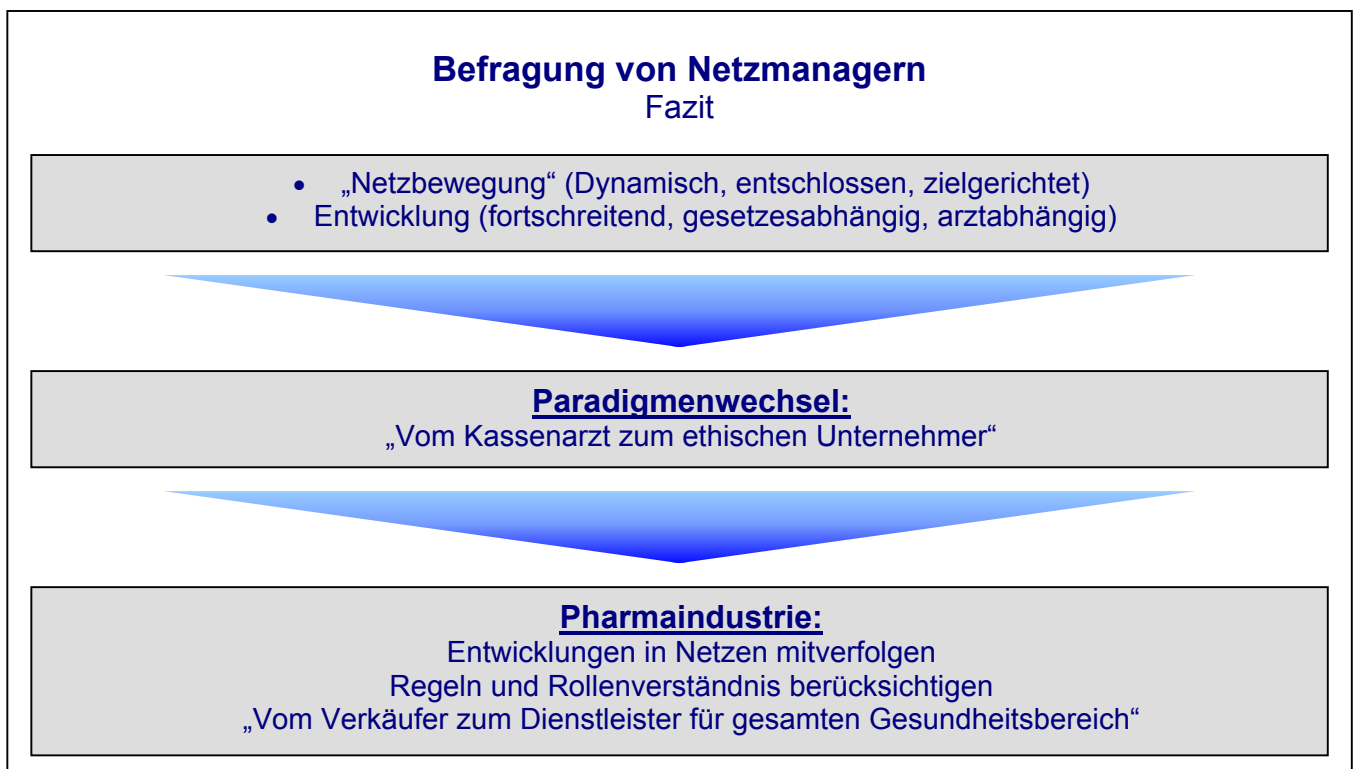 Befragung von Netzmanagern
Fazit
• „Netzbewegung“ (Dynamisch, entschlossen, zielgerichtet)
• Entwicklung (fortschreitend, gesetzesabhängig, arztabhängig)
Paradigmenwechsel:
„Vom Kassenarzt zum ethischen Unternehmer“
Pharmaindustrie:
Entwicklungen in Netzen mitverfolgen
Regeln und Rollenverständnis berücksichtigen
„Vom Verkäufer zum Dienstleister für gesamten Gesundheitsbereich“